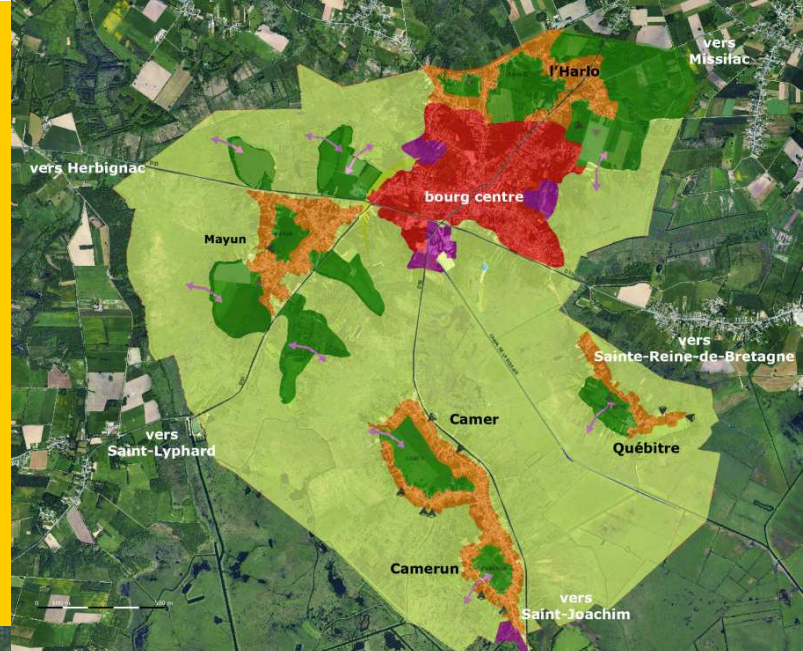 vers
Missilac
l'Harlo
vers Herbignac
bourg centre
Mayun
vers
Sainte-Reine-de-Bretagne
Camer
vers
Saint-Lyphard
Québitre
Camerun
vers
Saint-Joachim